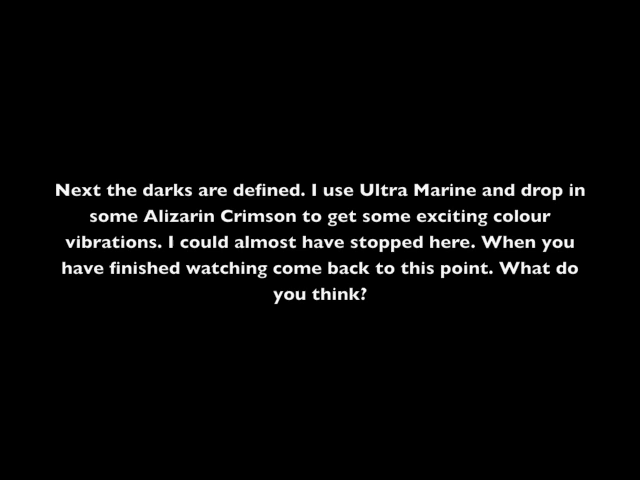 Next the darks are defined. I use Ultra Marine and drop in
some Alizarin Crimson to get some exciting colour
vibrations. I could almost have stopped here. When you
have finished watching come back to this point. What do
you think?